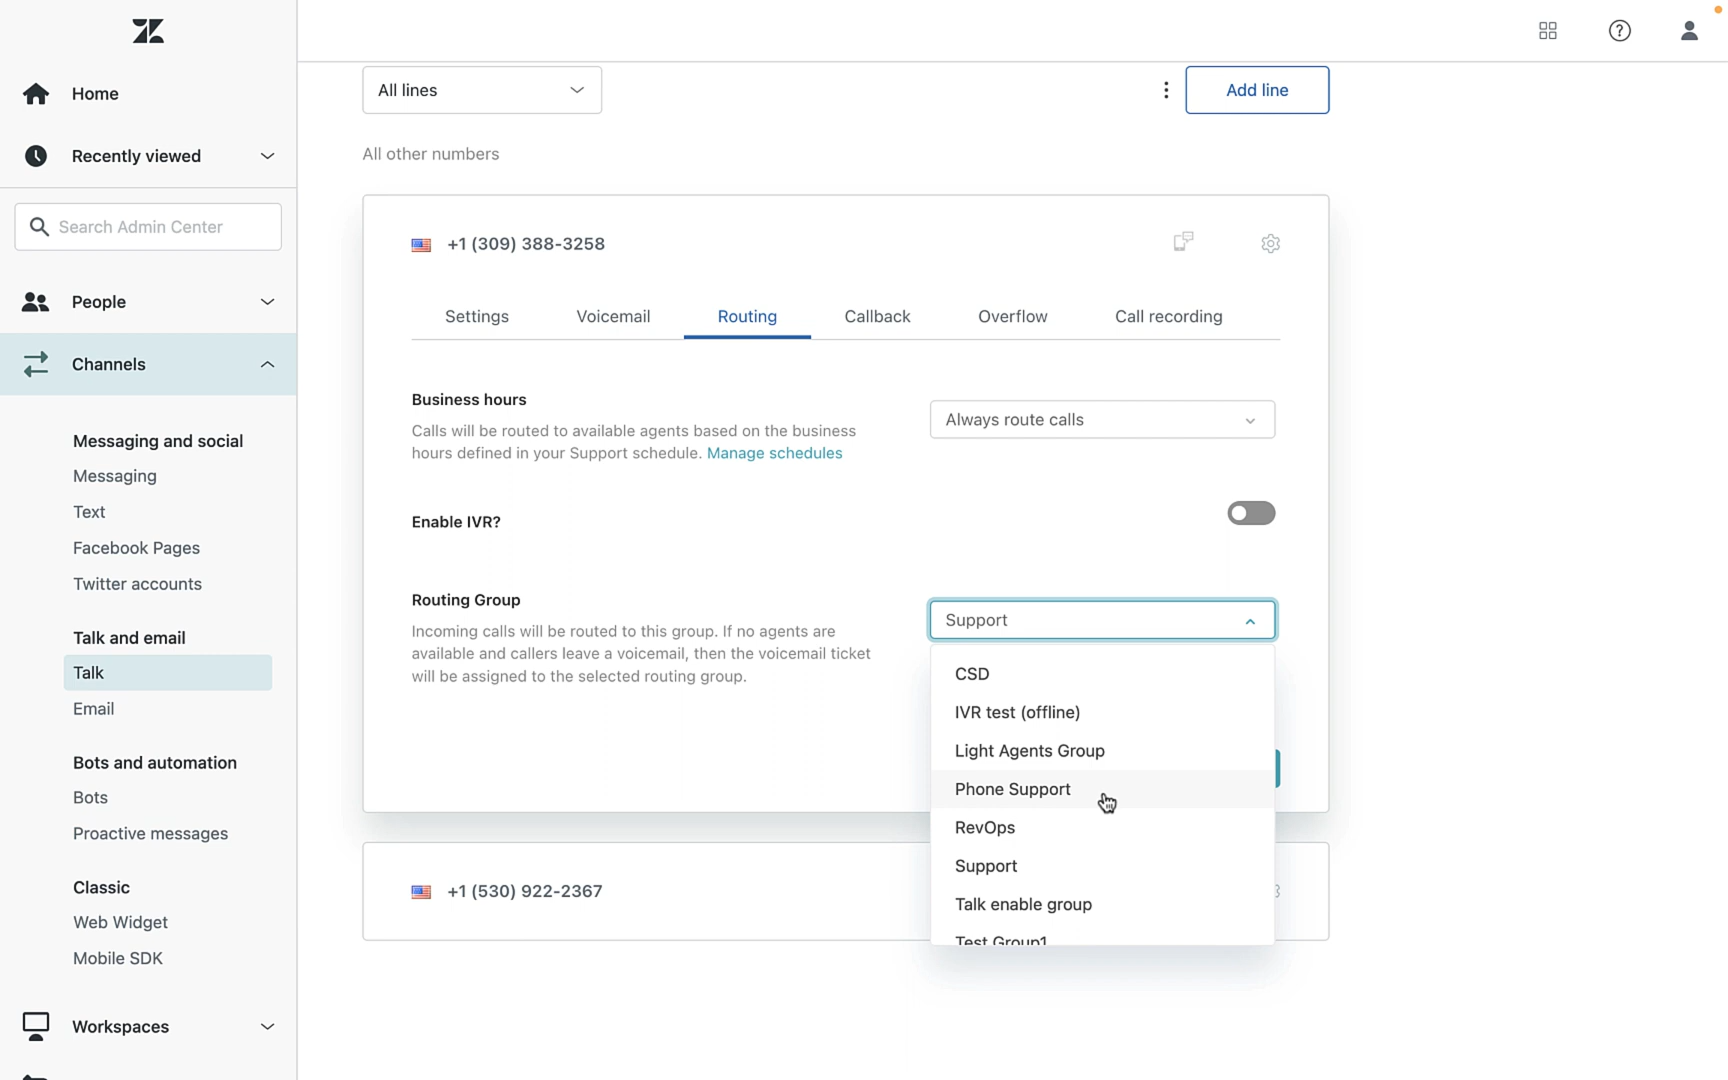 Home
Recently viewed
Search Admin Center
People
Channels
Messaging and social
Messaging
Text
Facebook Pages
Twitter accounts
Talk and email
Talk
Email
Bots and automation
Bots
Proactive messages
Classic
Web Widget
Mobile SDK
Workspaces
All lines
Add line
All other numbers
+1 (309) 388-3258
Settings
Voicemail
Routing
Callback
Overflow
Call recording
Business hours
Calls will be routed to available agents based on the business
hours defined in your Support schedule. Manage schedules
Always route calls
Enable IVR?
Routing Group
Incoming calls will be routed to this group. If no agents are
available and callers leave a voicemail, then the voicemail ticket
will be assigned to the selected routing group.
Support
CSD
IVR test (offline)
Light Agents Group
Phone Support
RevOps
Support
Talk enable group
Test Group1
+1 (530) 922-2367